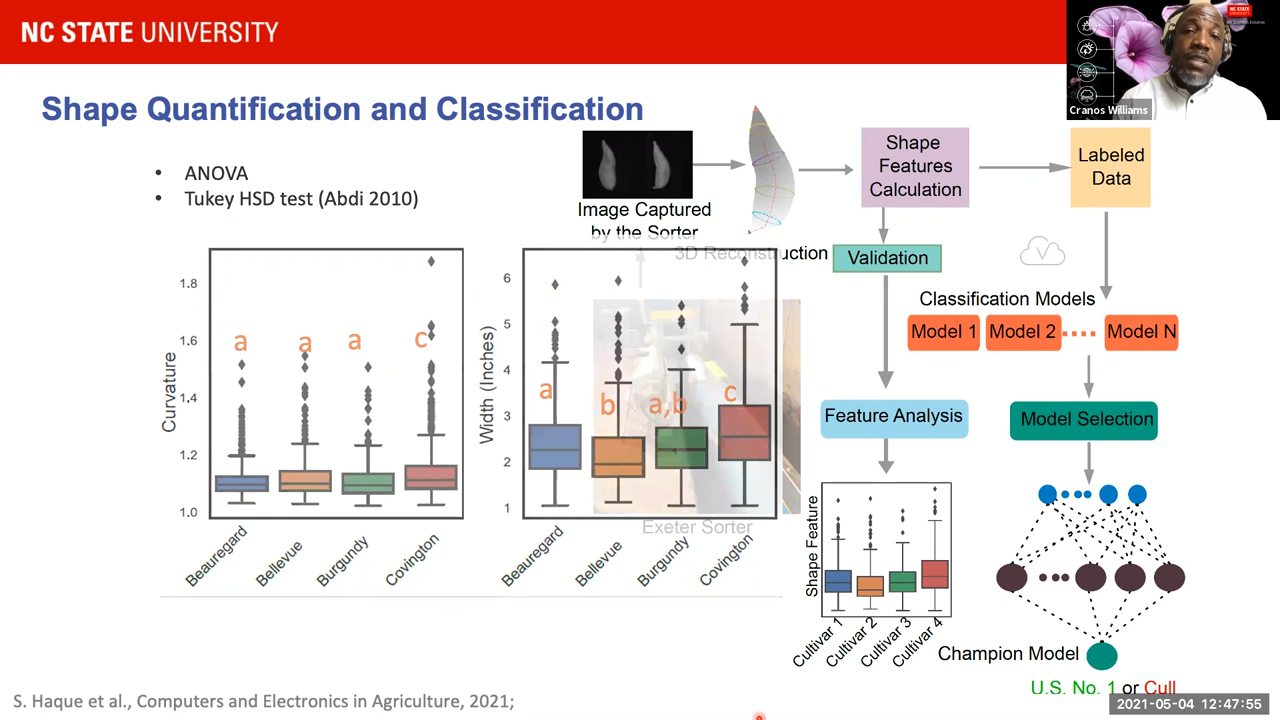 NC STATE UNIVERSITY
NC STATE
UNIVERSITY
Cranos Williams
Shape Quantification and Classification
• ANOVA
• Tukey HSD test (Abdi 2010)
Image Captured
by the Sorter
3D Reconstruction
Shape
Features
Calculation
Labeled
Data
Validation
Classification Models
Model 1
Model 2
Model N
Feature Analysis
Model Selection
Exeter Sorter
Curvature
1.8
1.6
1.4
1.2
1.0
a
a
a
c
Beauregard
Bellevue
Burgundy
Covington
Width (Inches)
6
5
4
3
2
1
a
b
a,b
c
Beauregard
Bellevue
Burgundy
Covington
Shape Feature
Cultivar 1
Cultivar 2
Cultivar 3
Cultivar 4
Champion Model
U.S. No. 1 or Cull
S. Haque et al., Computers and Electronics in Agriculture, 2021;
2021-05-04 12:47:55